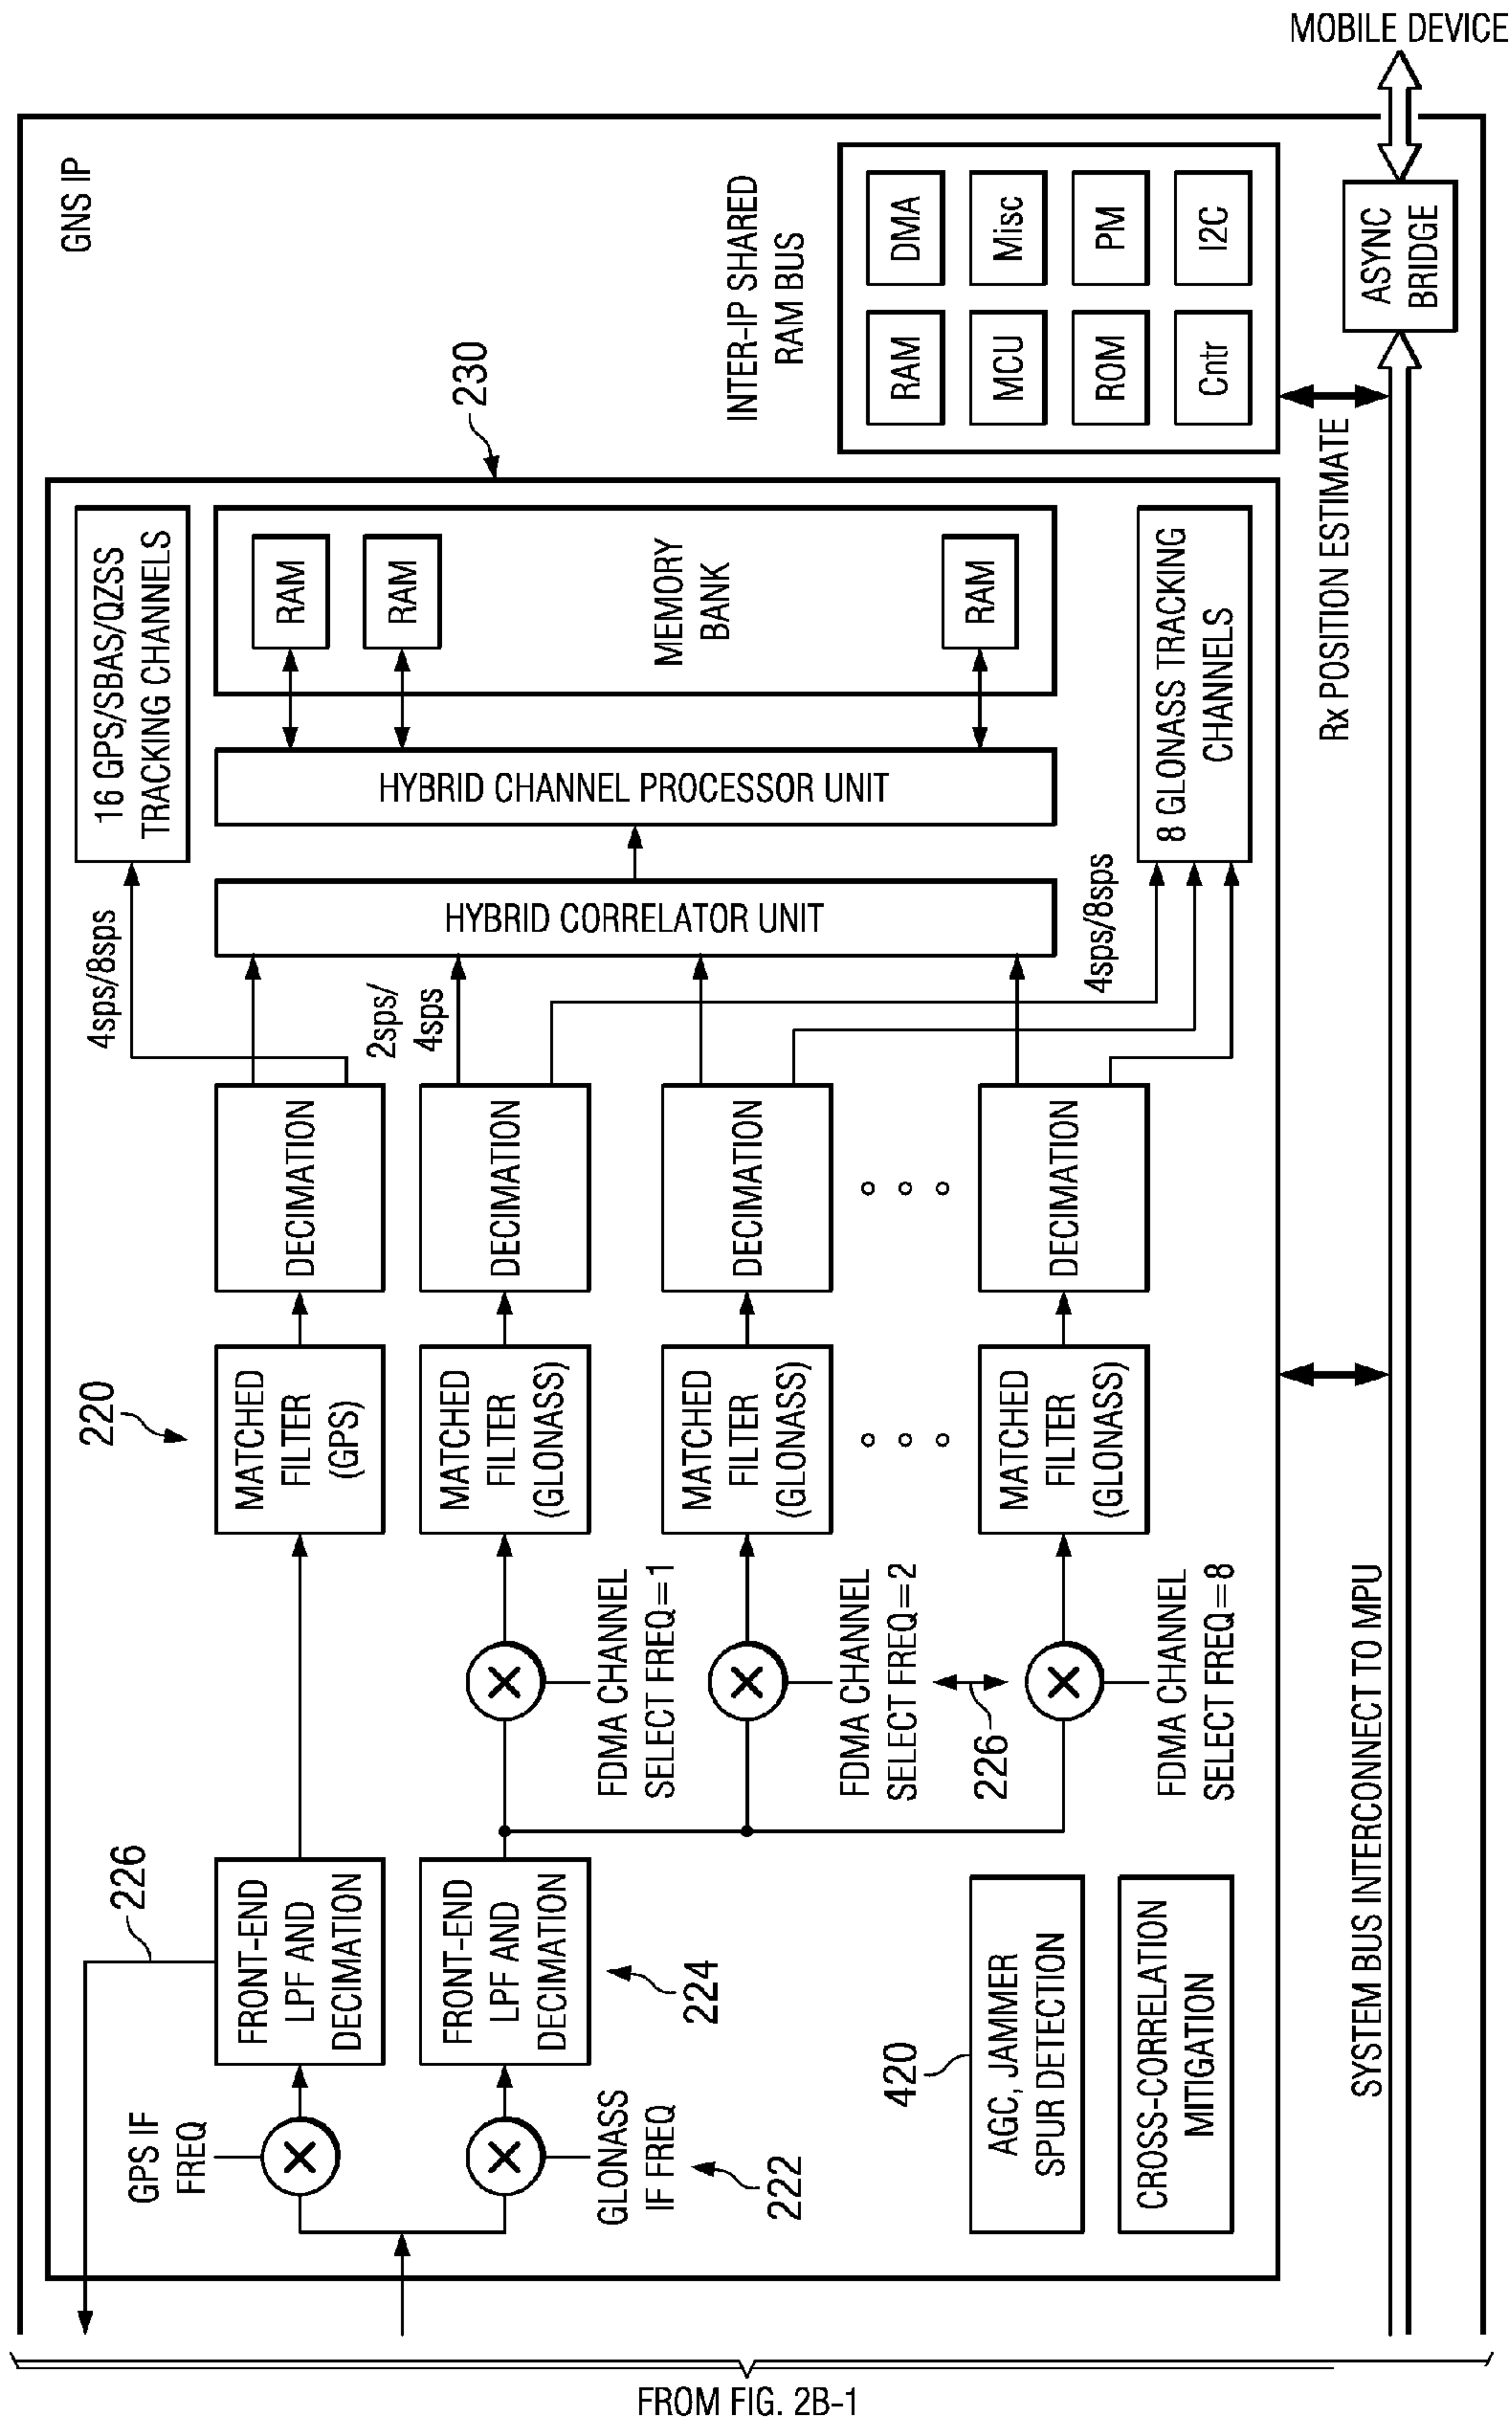 MOBILE DEVICE
GNS IP
INTER-IP SHARED
RAM BUS
RAM
DMA
MCU
Misc
ROM
PM
Cntr
I2C
ASYNC
BRIDGE
230
16 GPS/SBAS/QZSS
TRACKING CHANNELS
RAM
RAM
RAM
MEMORY
BANK
HYBRID CHANNEL PROCESSOR UNIT
HYBRID CORRELATOR UNIT
8 GLONASS TRACKING
CHANNELS
Rx POSITION ESTIMATE
4sps/8sps
2sps/
4sps
4sps/8sps
DECIMATION
DECIMATION
DECIMATION
DECIMATION
220
MATCHED
FILTER
(GPS)
MATCHED
FILTER
(GLONASS)
MATCHED
FILTER
(GLONASS)
MATCHED
FILTER
(GLONASS)
FDMA CHANNEL
SELECT FREQ=1
FDMA CHANNEL
SELECT FREQ=2
226
FDMA CHANNEL
SELECT FREQ=8
226
FRONT-END
LPF AND
DECIMATION
FRONT-END
LPF AND
DECIMATION
224
GPS IF
FREQ
GLONASS
IF FREQ
222
420
AGC, JAMMER
SPUR DETECTION
CROSS-CORRELATION
MITIGATION
SYSTEM BUS INTERCONNECT TO MPU
FROM FIG. 2B-1